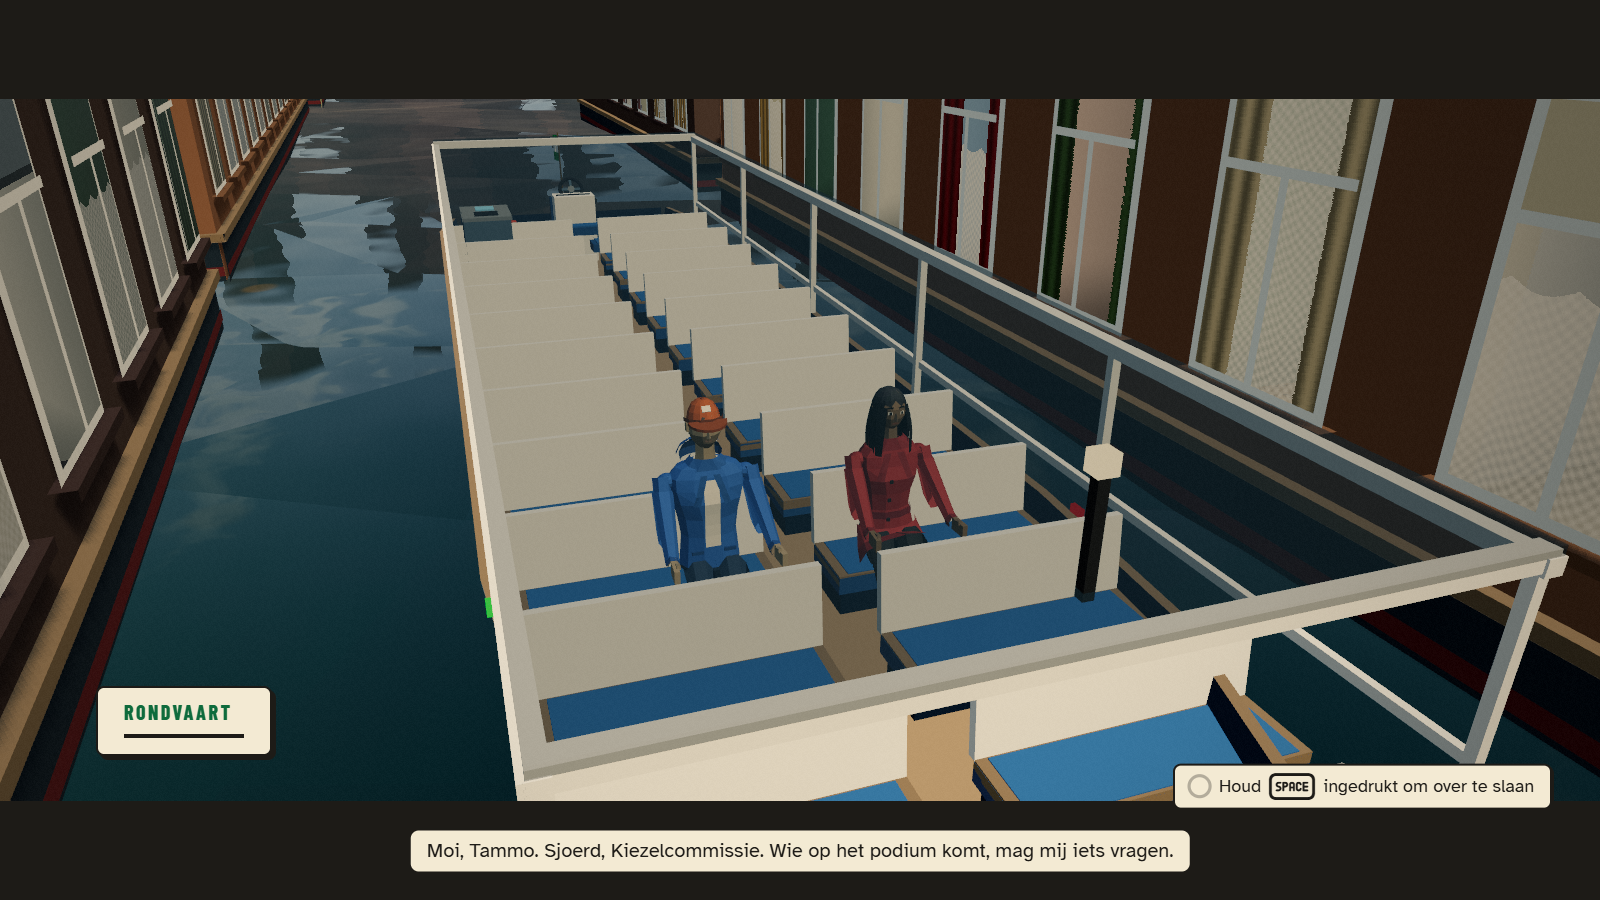 RONDVAART
Houd SPACE ingedrukt om over te slaan
Moi, Tammo. Sjoerd, Kiezelcommissie. Wie op het podium komt, mag mij iets vragen.